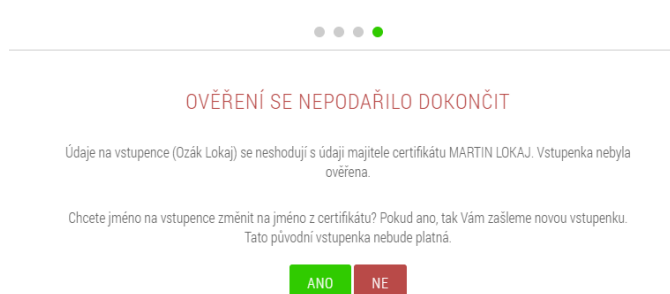 OVĚŘENÍ SE NEPODAŘILO DOKONČIT
Údaje na vstupence (Ozák Lokaj) se neshodují s údaji majitele certifikátu MARTIN LOKAJ. Vstupenka nebyla
ověřena.
Chcete jméno na vstupence změnit na jméno z certifikátu? Pokud ano, tak Vám zašleme novou vstupenku.
Tato původní vstupenka nebude platná.
ANO NE